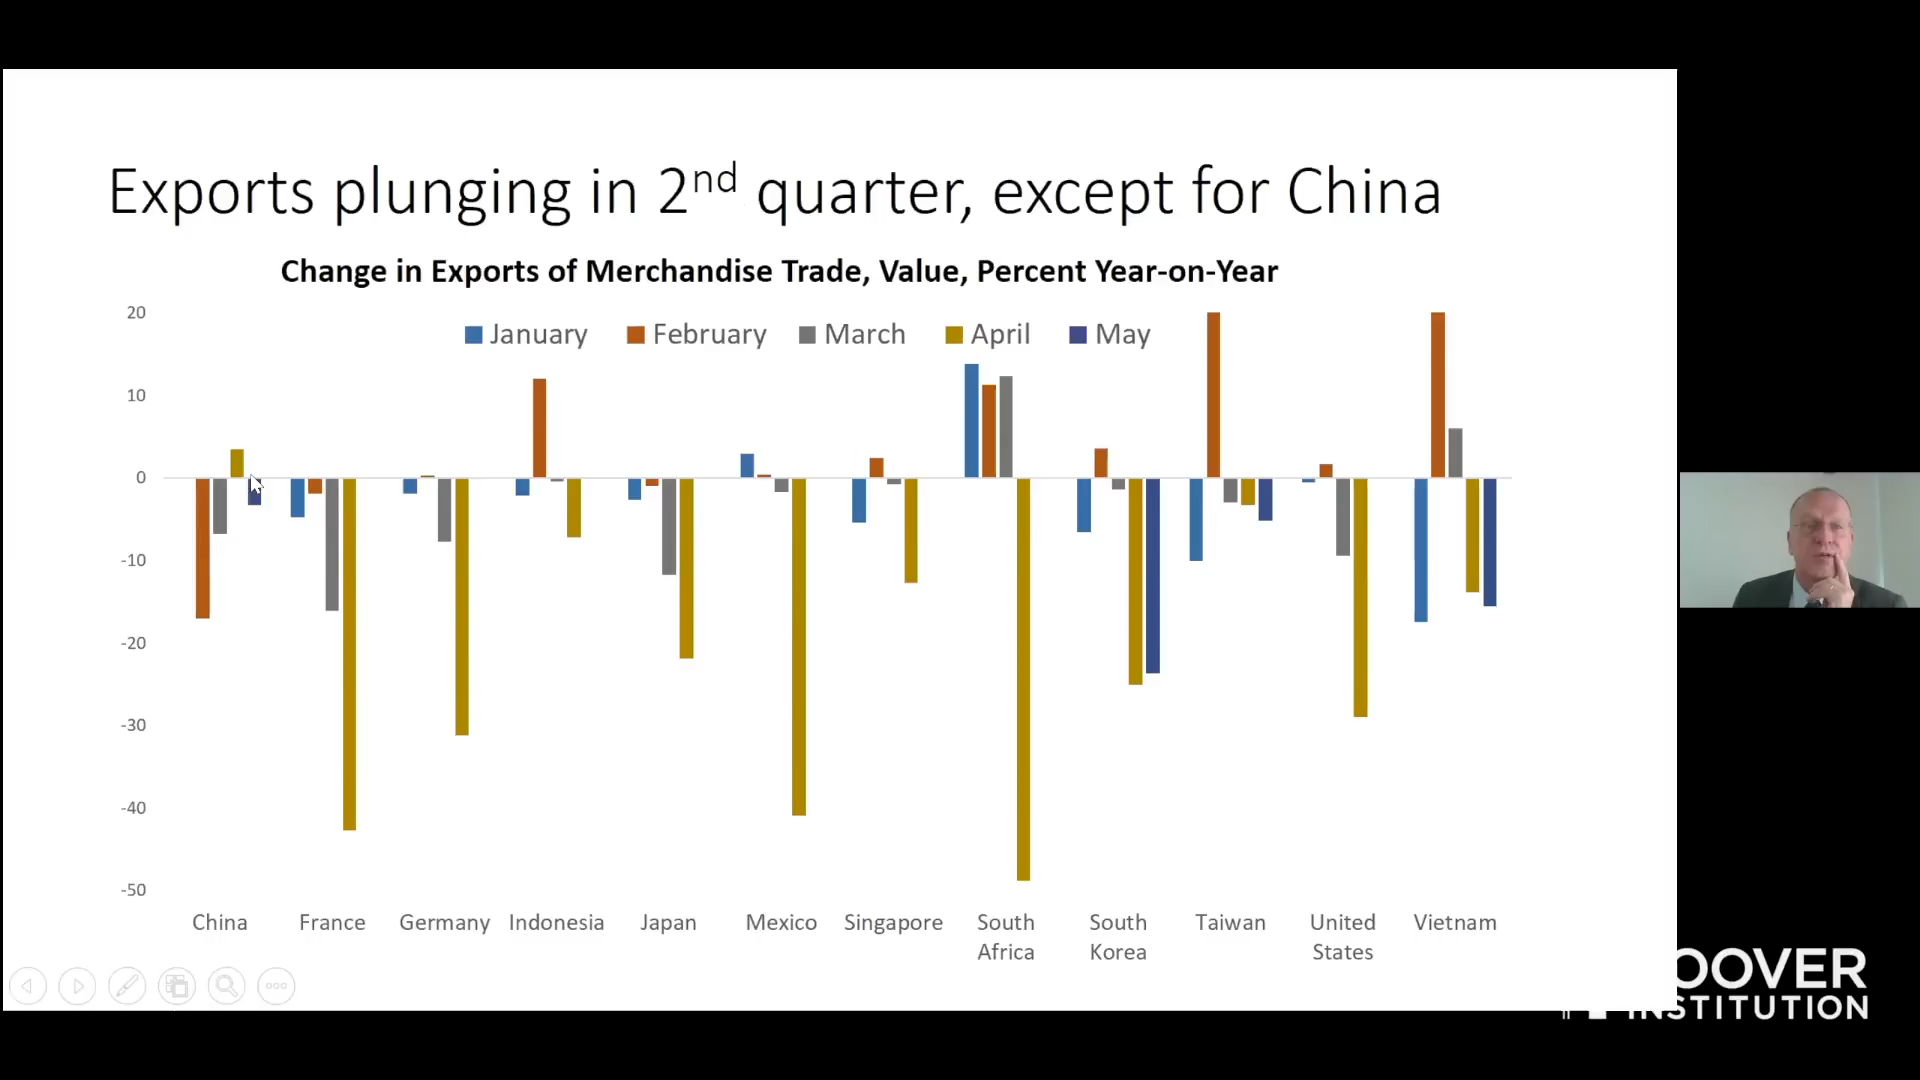 Exports plunging in 2nd quarter, except for China
Change in Exports of Merchandise Trade, Value, Percent Year-on-Year
January February March April May
20
10
0
-10
-20
-30
-40
-50
China France Germany Indonesia Japan Mexico Singapore South Africa South Korea Taiwan United States Vietnam
OOVER
INSTITUTION